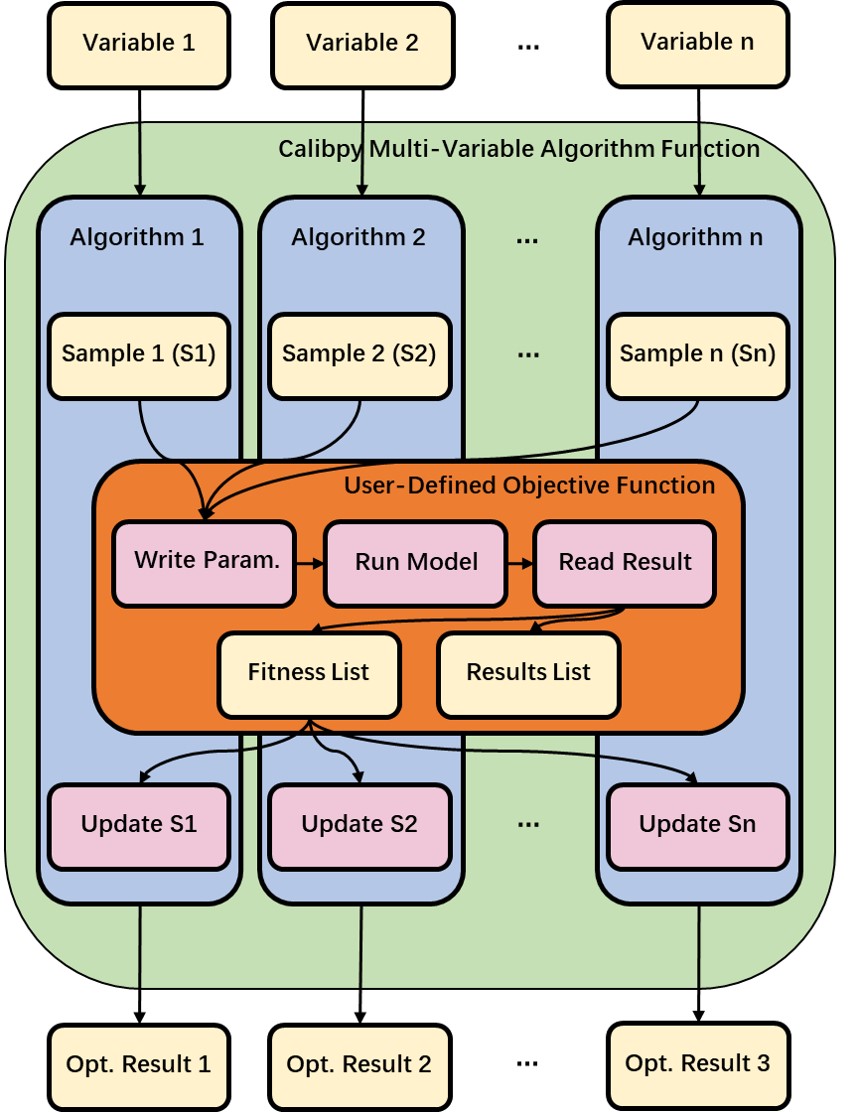 Variable 1
Variable 2
...
Variable n
Calibpy Multi-Variable Algorithm Function
Algorithm 1
Algorithm 2
...
Algorithm n
Sample 1 (S1)
Sample 2 (S2)
...
Sample n (Sn)
User-Defined Objective Function
Write Param.
Run Model
Read Result
Fitness List
Results List
Update S1
Update S2
...
Update Sn
Opt. Result 1
Opt. Result 2
...
Opt. Result 3